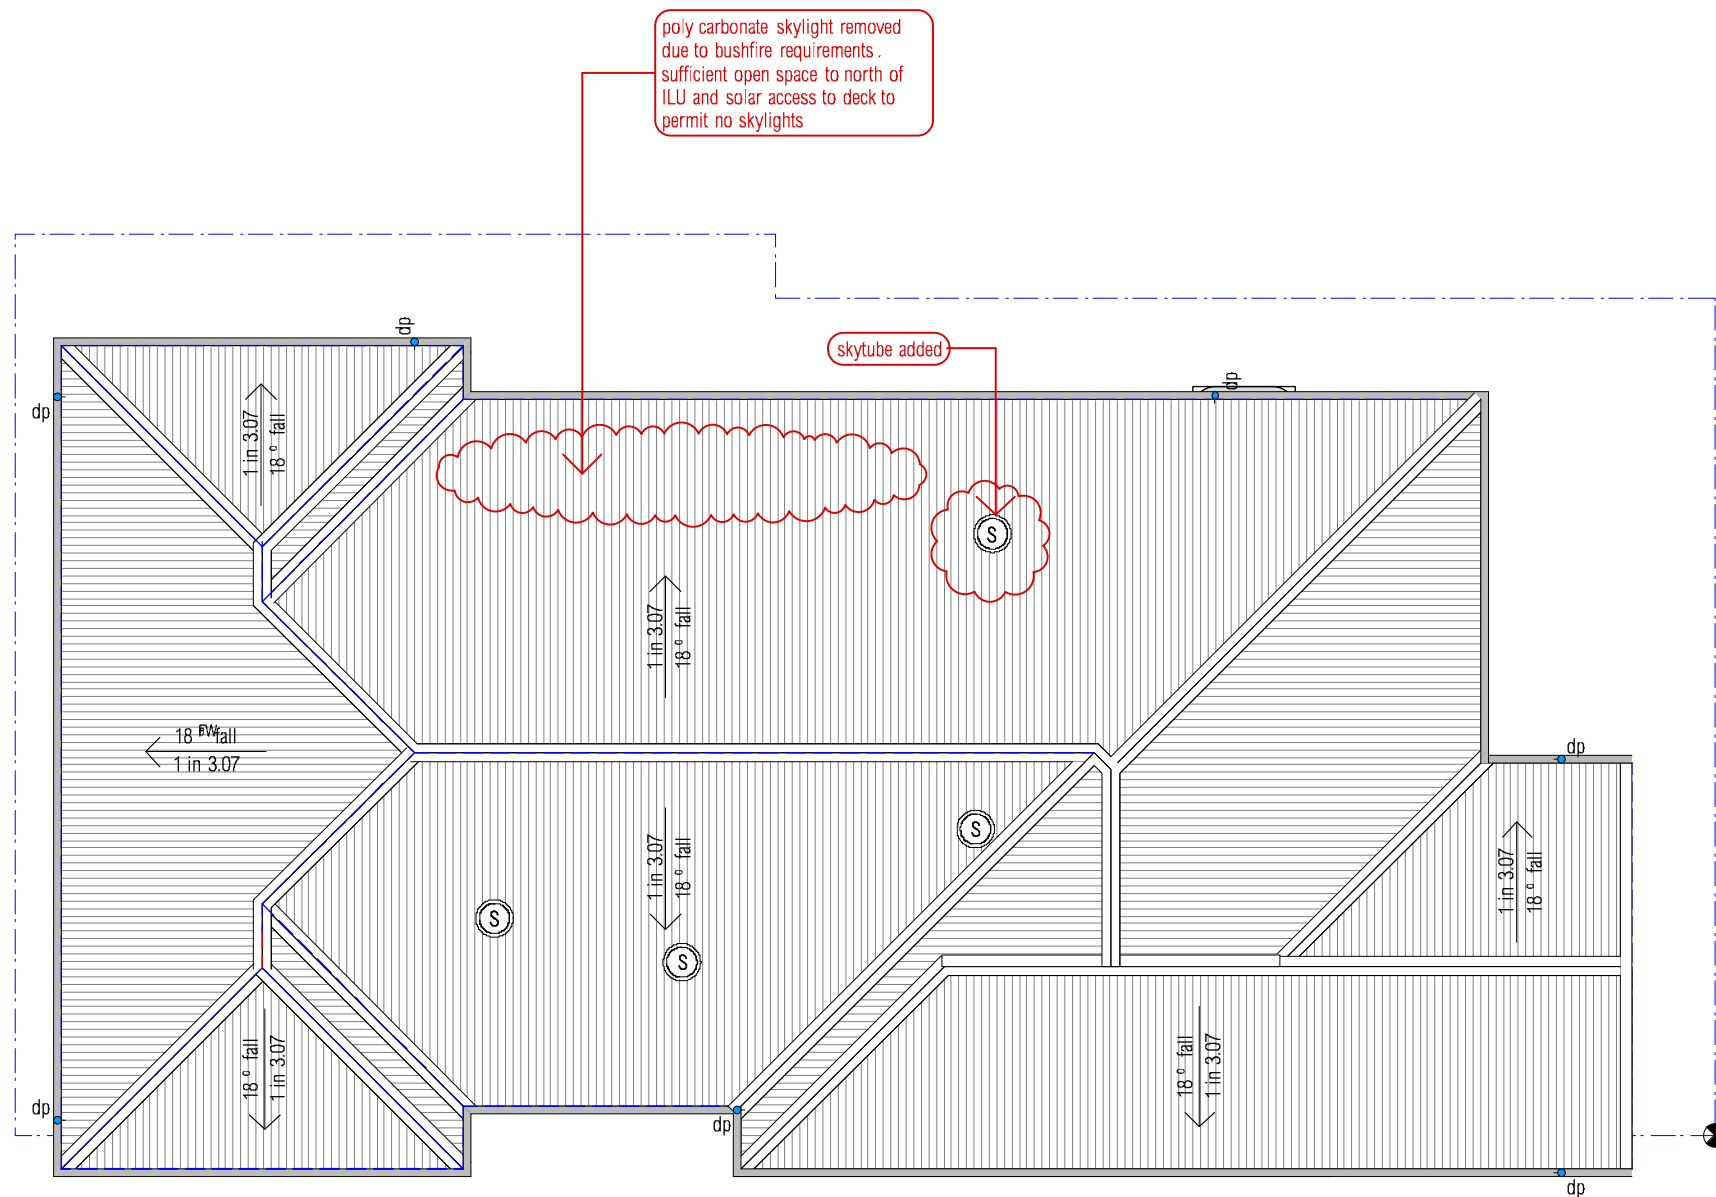 poly carbonate skylight removed
due to bushfire requirements.
sufficient open space to north of
ILU and solar access to deck to
permit no skylights
skytube added
dp
dp
dp
1 in 3.07
18° fall
S
1 in 3.07
18° fall
18° fall
1 in 3.07
dp
S
1 in 3.07
18° fall
1 in 3.07
18° fall
S
S
18° fall
1 in 3.07
18° fall
1 in 3.07
dp
dp
dp